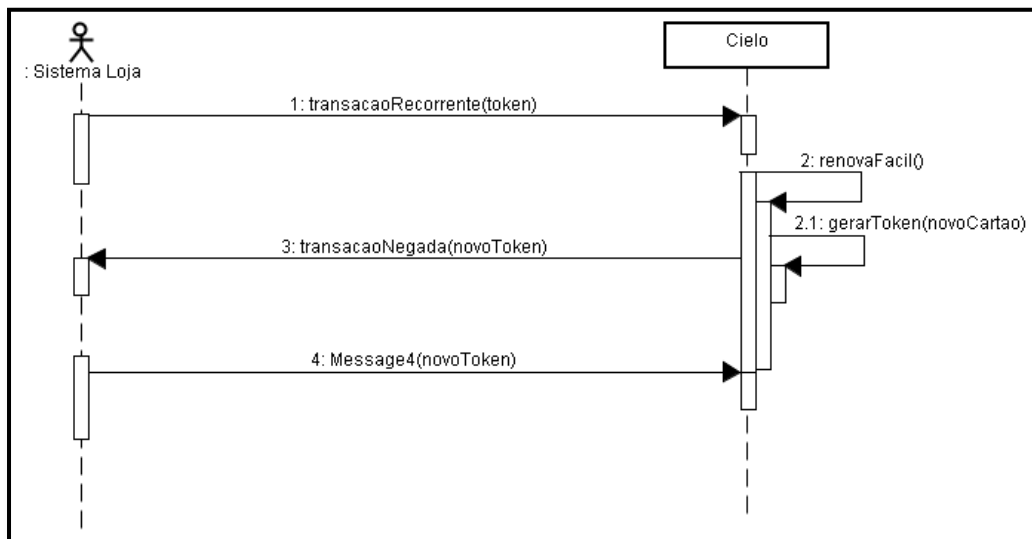 Cielo
: Sistema Loja
1: transacaoRecorrente(token)
2: renovaFacil()
2.1: gerarToken(novoCartao)
3: transacaoNegada(novoToken)
4: Message4(novoToken)